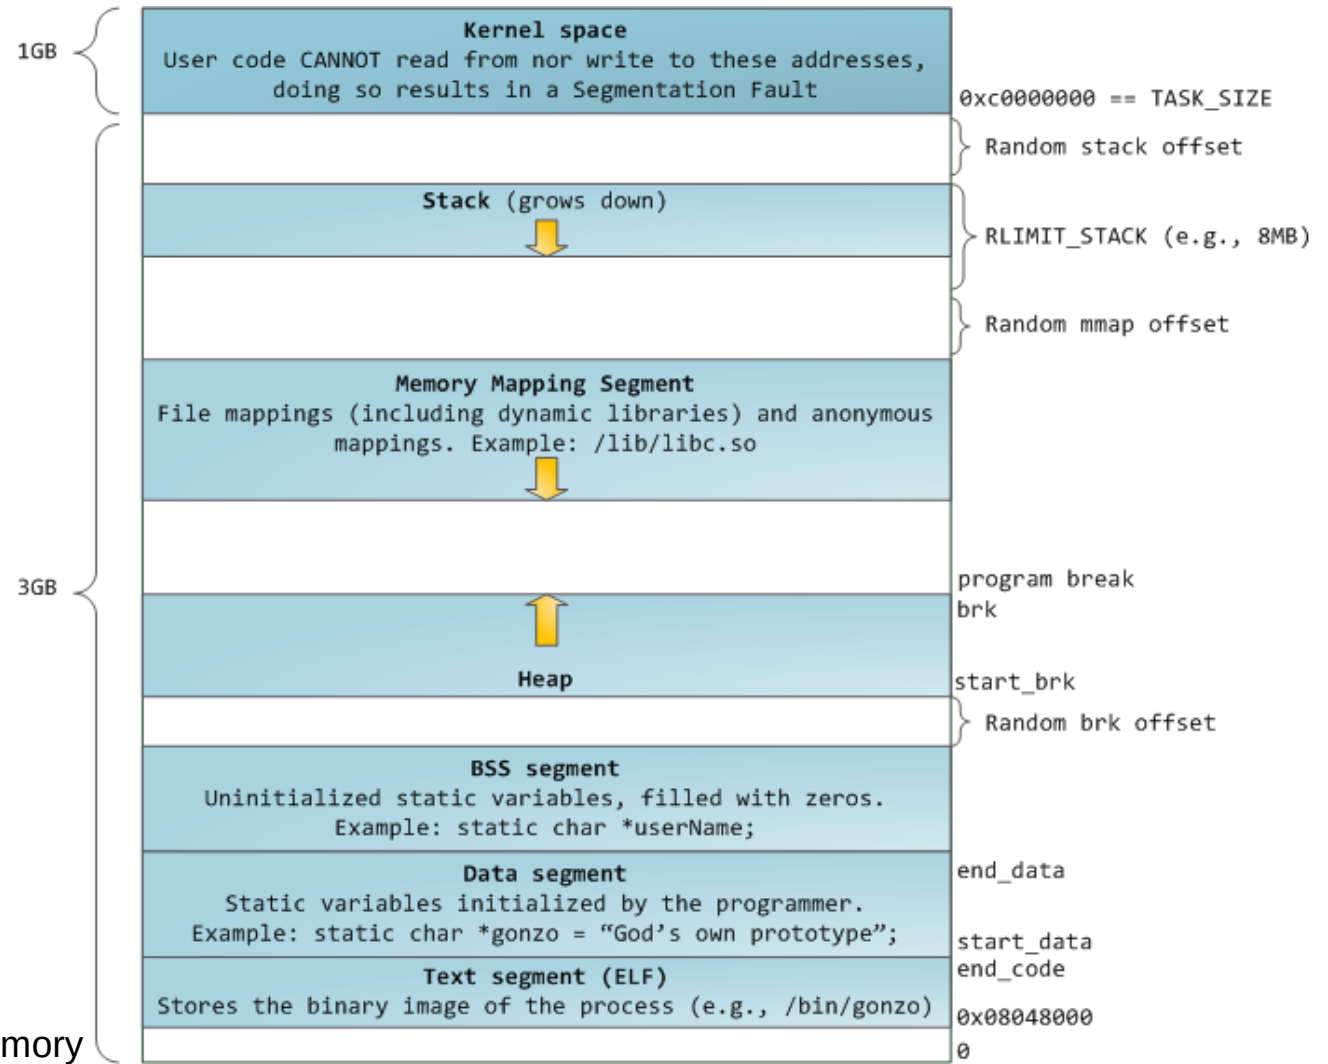 1GB
Kernel space
User code CANNOT read from nor write to these addresses,
doing so results in a Segmentation Fault
0xc0000000 == TASK_SIZE
Random stack offset
Stack (grows down)
RLIMIT_STACK (e.g., 8MB)
Random mmap offset
Memory Mapping Segment
File mappings (including dynamic libraries) and anonymous
mappings. Example: /lib/libc.so
3GB
program break
brk
Heap
start_brk
Random brk offset
BSS segment
Uninitialized static variables, filled with zeros.
Example: static char *userName;
Data segment
end_data
Static variables initialized by the programmer.
Example: static char *gonzo = “God’s own prototype”;
start_data
Text segment (ELF)
end_code
Stores the binary image of the process (e.g., /bin/gonzo)
0x08048000
mory
0